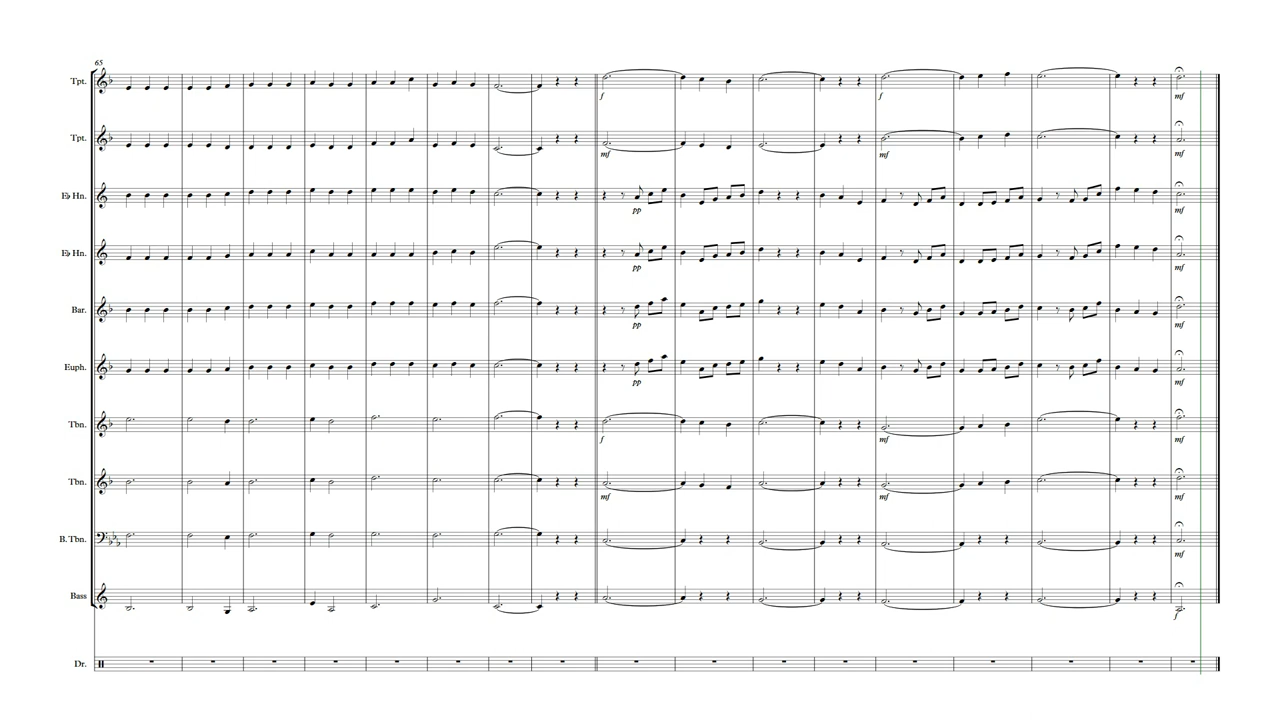 65
Tpt.
f
f
mf
Tpt.
mf
mf
mf
E♭ Hn.
pp
mf
E♭ Hn.
pp
mf
Bar.
pp
mf
Euph.
pp
mf
Tbn.
f
mf
mf
Tbn.
mf
mf
mf
B. Tbn.
mf
Bass
f
Dr.